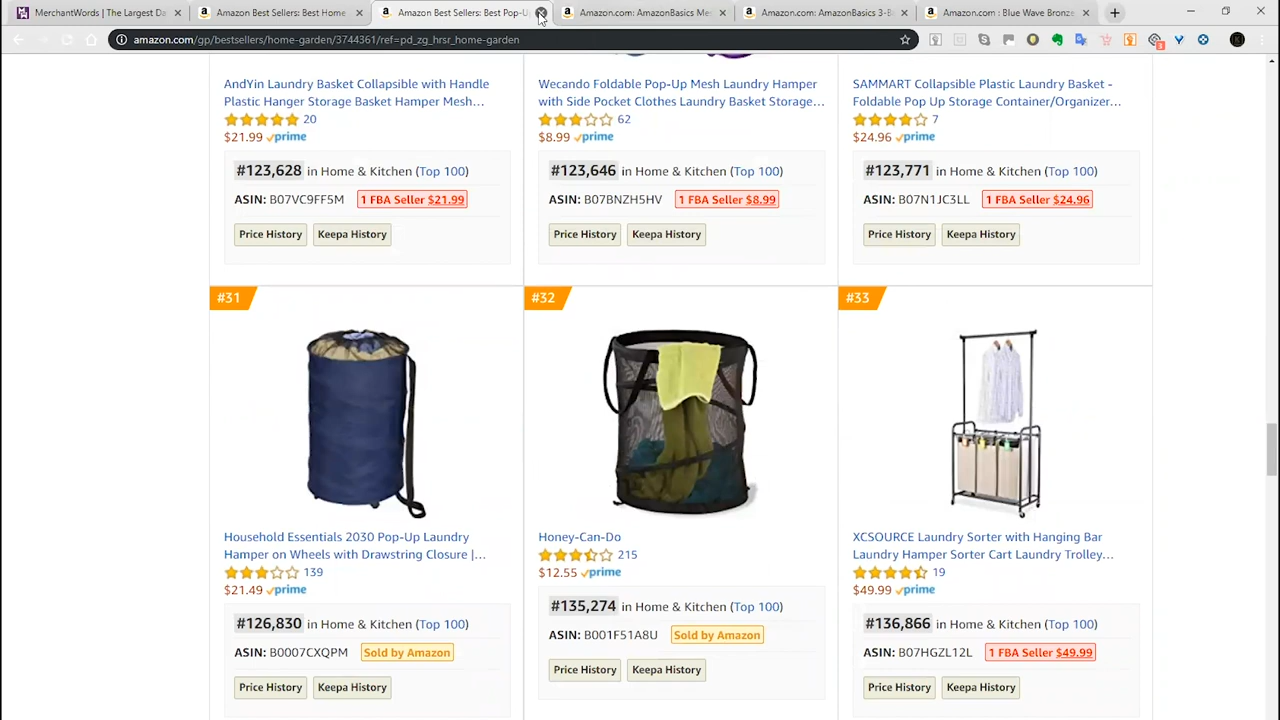 MerchantWords | The Largest Da
Amazon Best Sellers: Best Home
Amazon Best Sellers: Best Pop-U
Amazon.com: AmazonBasics Me
Amazon.com: AmazonBasics 3-B
Amazon.com : Blue Wave Bronze
amazon.com/gp/bestsellers/home-garden/3744361/ref=pd_zg_hrsr_home-garden
AndYin Laundry Basket Collapsible with Handle
Plastic Hanger Storage Basket Hamper Mesh…
20
$21.99 prime
#123,628 in Home & Kitchen (Top 100)
ASIN: B07VC9FF5M 1 FBA Seller $21.99
Price History Keepa History
Wecando Foldable Pop-Up Mesh Laundry Hamper
with Side Pocket Clothes Laundry Basket Storage…
62
$8.99 prime
#123,646 in Home & Kitchen (Top 100)
ASIN: B07BNZH5HV 1 FBA Seller $8.99
Price History Keepa History
SAMMART Collapsible Plastic Laundry Basket -
Foldable Pop Up Storage Container/Organizer…
7
$24.96 prime
#123,771 in Home & Kitchen (Top 100)
ASIN: B07N1JC3LL 1 FBA Seller $24.96
Price History Keepa History
#31
Household Essentials 2030 Pop-Up Laundry
Hamper on Wheels with Drawstring Closure |…
139
$21.49 prime
#126,830 in Home & Kitchen (Top 100)
ASIN: B0007CXQPM Sold by Amazon
Price History Keepa History
#32
Honey-Can-Do
215
$12.55 prime
#135,274 in Home & Kitchen (Top 100)
ASIN: B001F51A8U Sold by Amazon
Price History Keepa History
#33
XCSOURCE Laundry Sorter with Hanging Bar
Laundry Hamper Sorter Cart Laundry Trolley…
19
$49.99 prime
#136,866 in Home & Kitchen (Top 100)
ASIN: B07HGZL12L 1 FBA Seller $49.99
Price History Keepa History